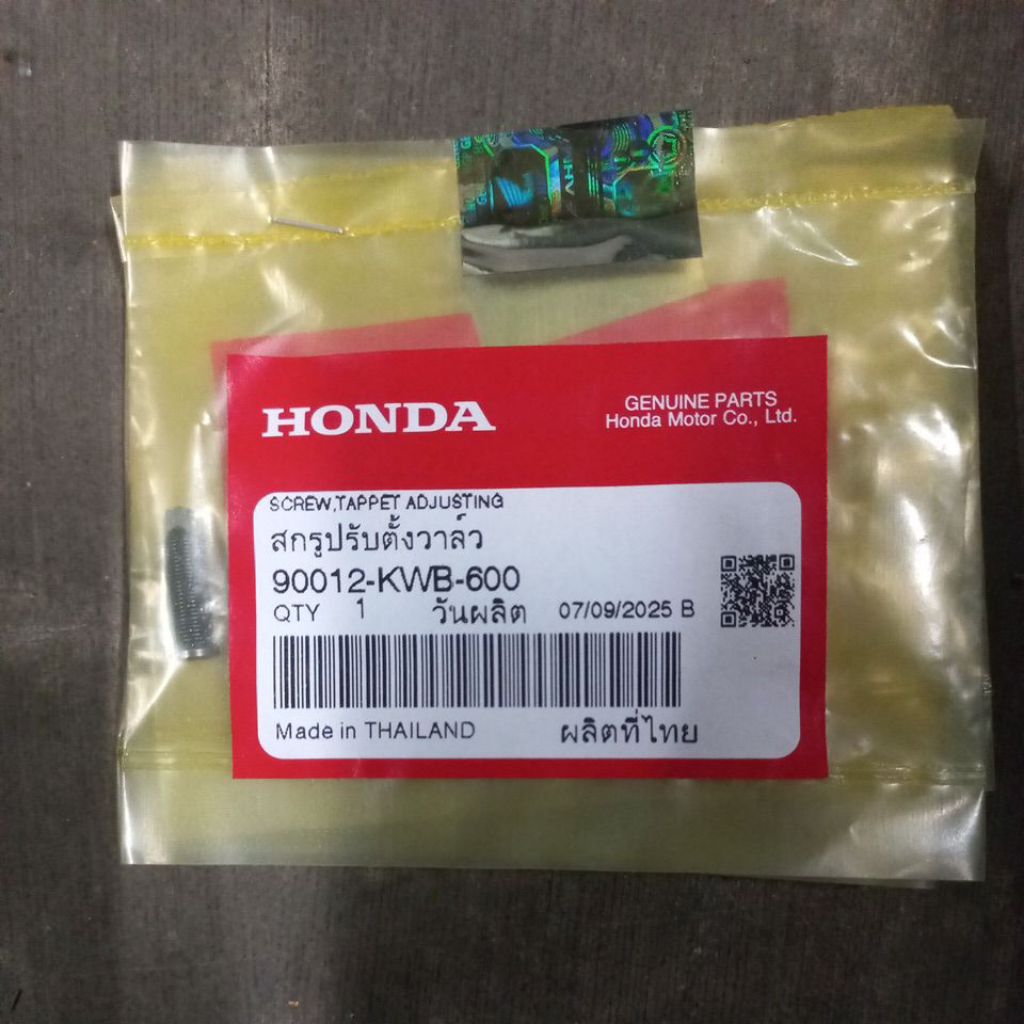 HONDA
GENUINE PARTS
Honda Motor Co., Ltd.
SCREW,TAPPET ADJUSTING
สกรูปรับตั้งวาล์ว
90012-KWB-600
QTY 1 วันผลิต 07/09/2025 B
Made in THAILAND ผลิตที่ไทย